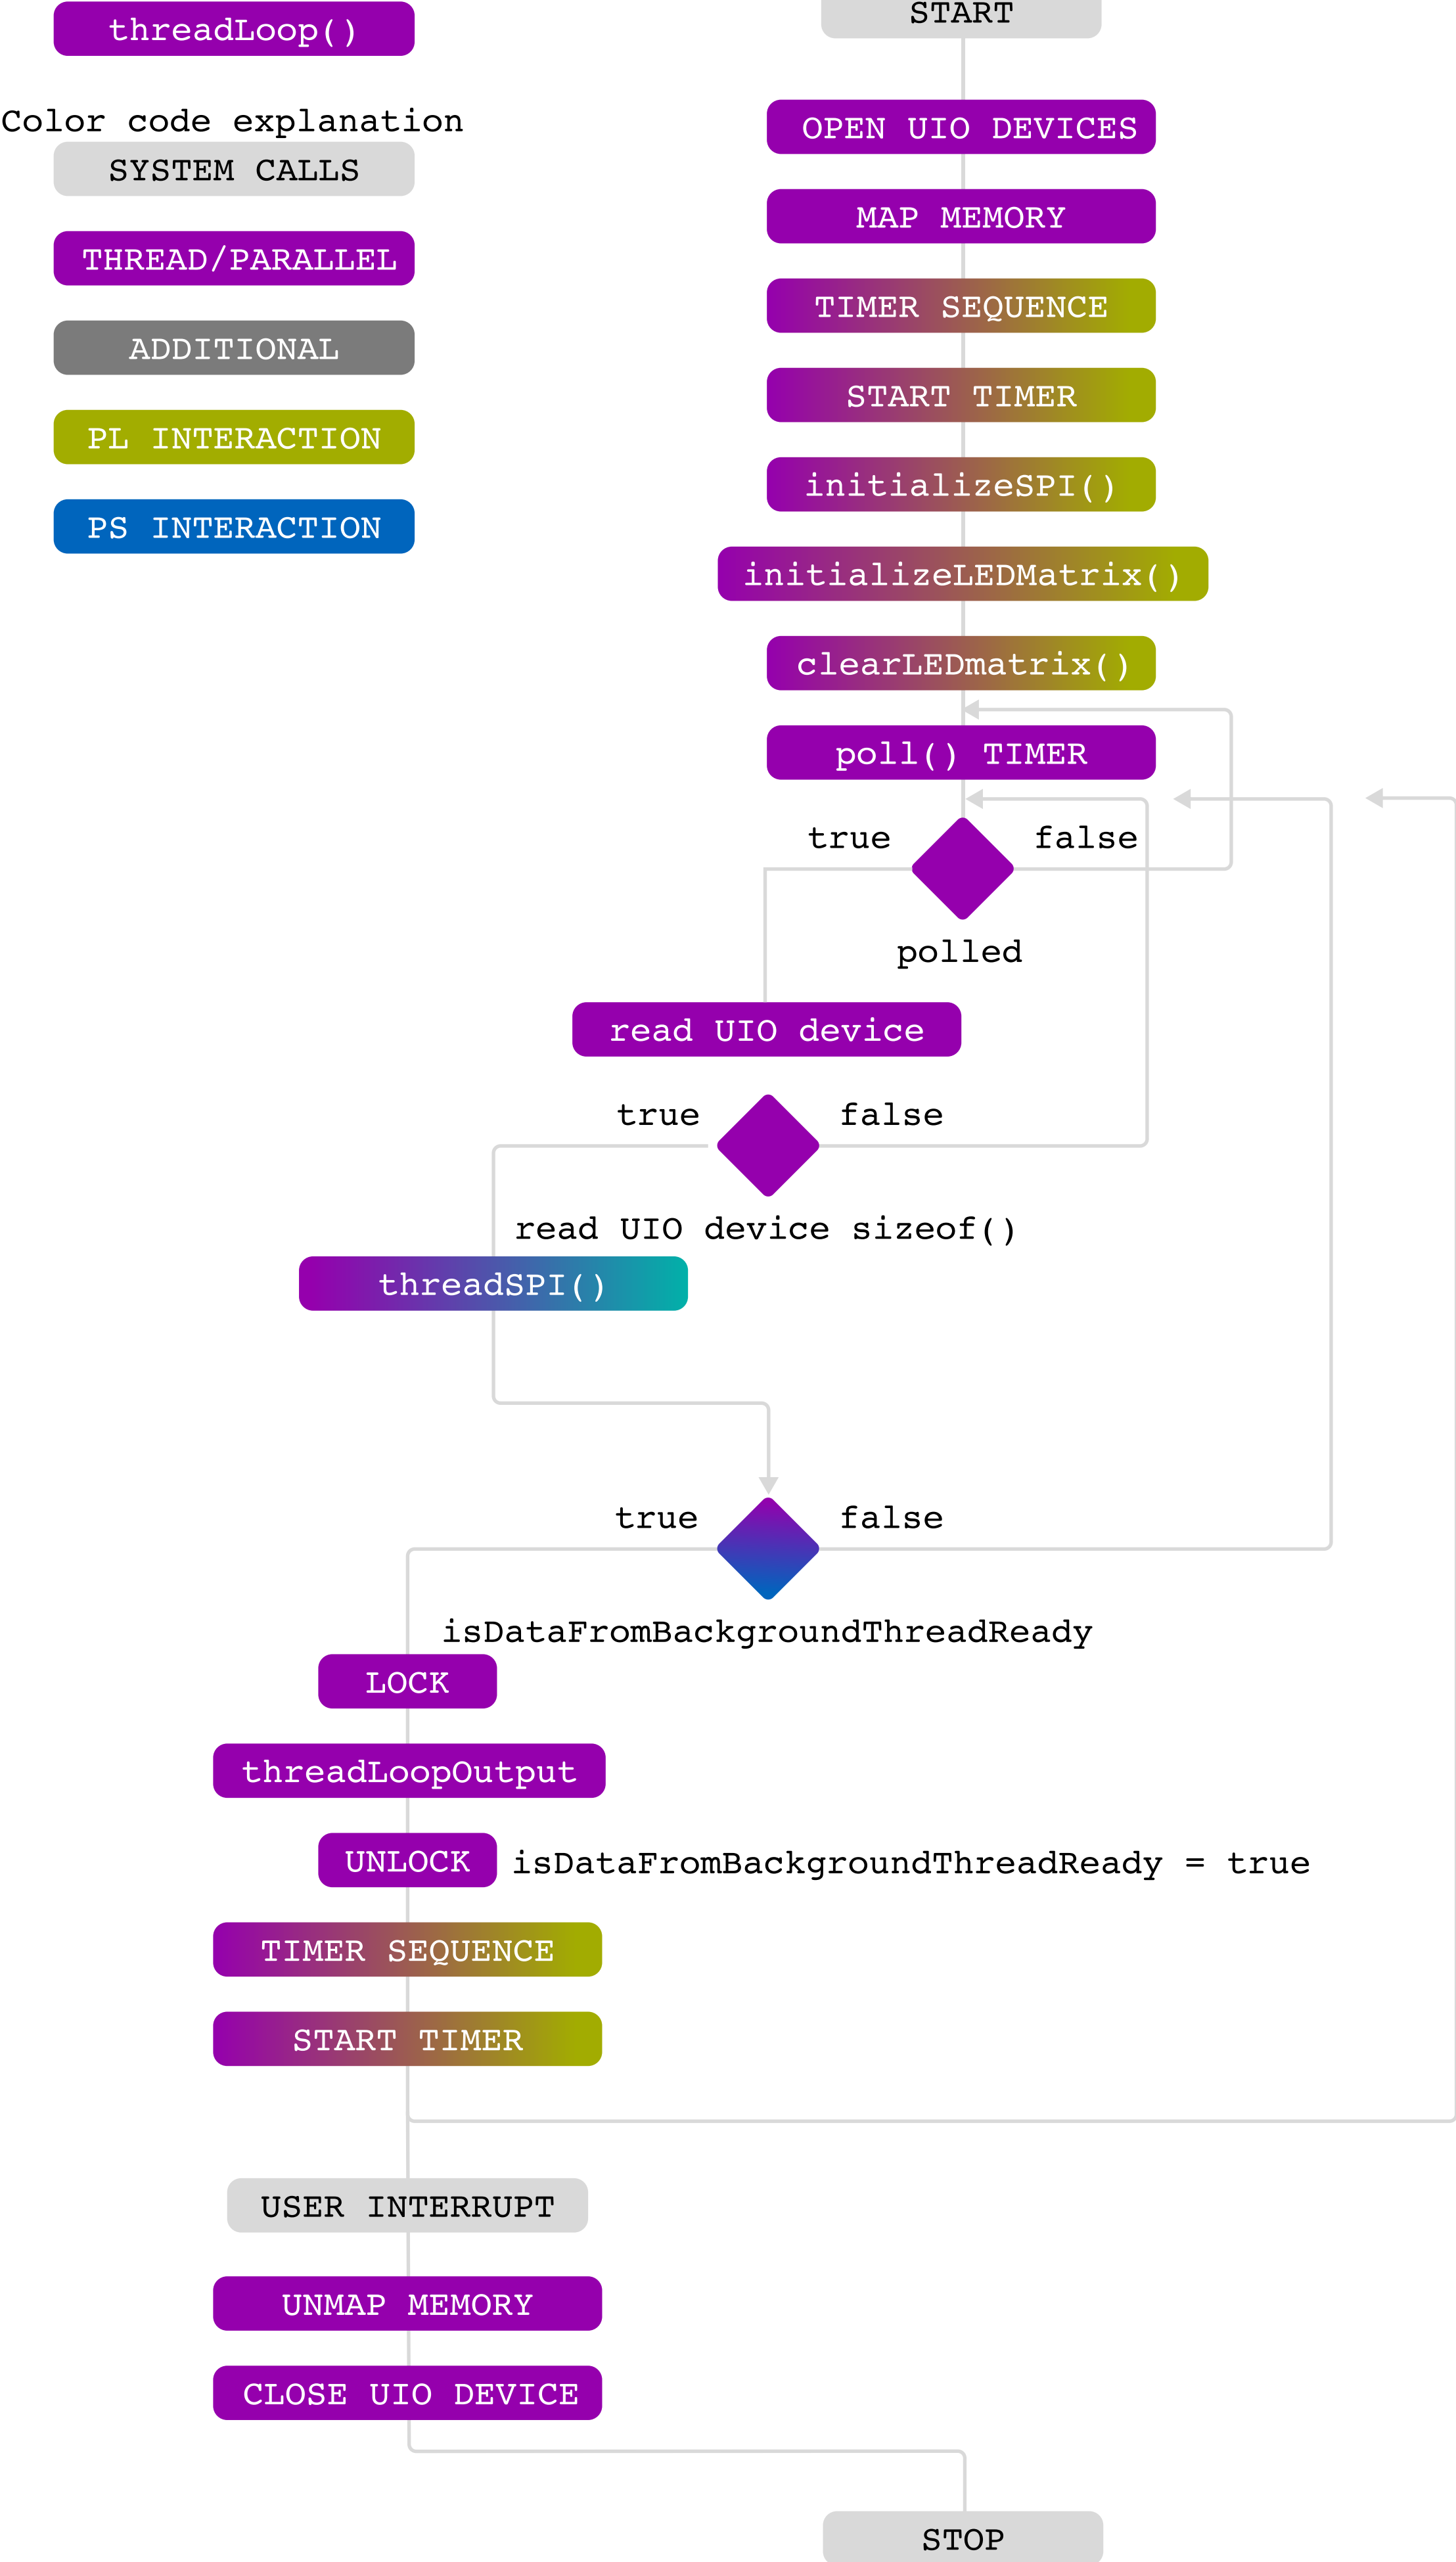 threadLoop()
Color code explanation
SYSTEM CALLS
THREAD/PARALLEL
ADDITIONAL
PL INTERACTION
PS INTERACTION
START
OPEN UIO DEVICES
MAP MEMORY
TIMER SEQUENCE
START TIMER
initializeSPI()
initializeLEDMatrix()
clearLEDmatrix()
poll() TIMER
true false
polled
read UIO device
true false
read UIO device sizeof()
threadSPI()
true false
isDataFromBackgroundThreadReady
LOCK
threadLoopOutput
UNLOCK isDataFromBackgroundThreadReady = true
TIMER SEQUENCE
START TIMER
USER INTERRUPT
UNMAP MEMORY
CLOSE UIO DEVICE
STOP